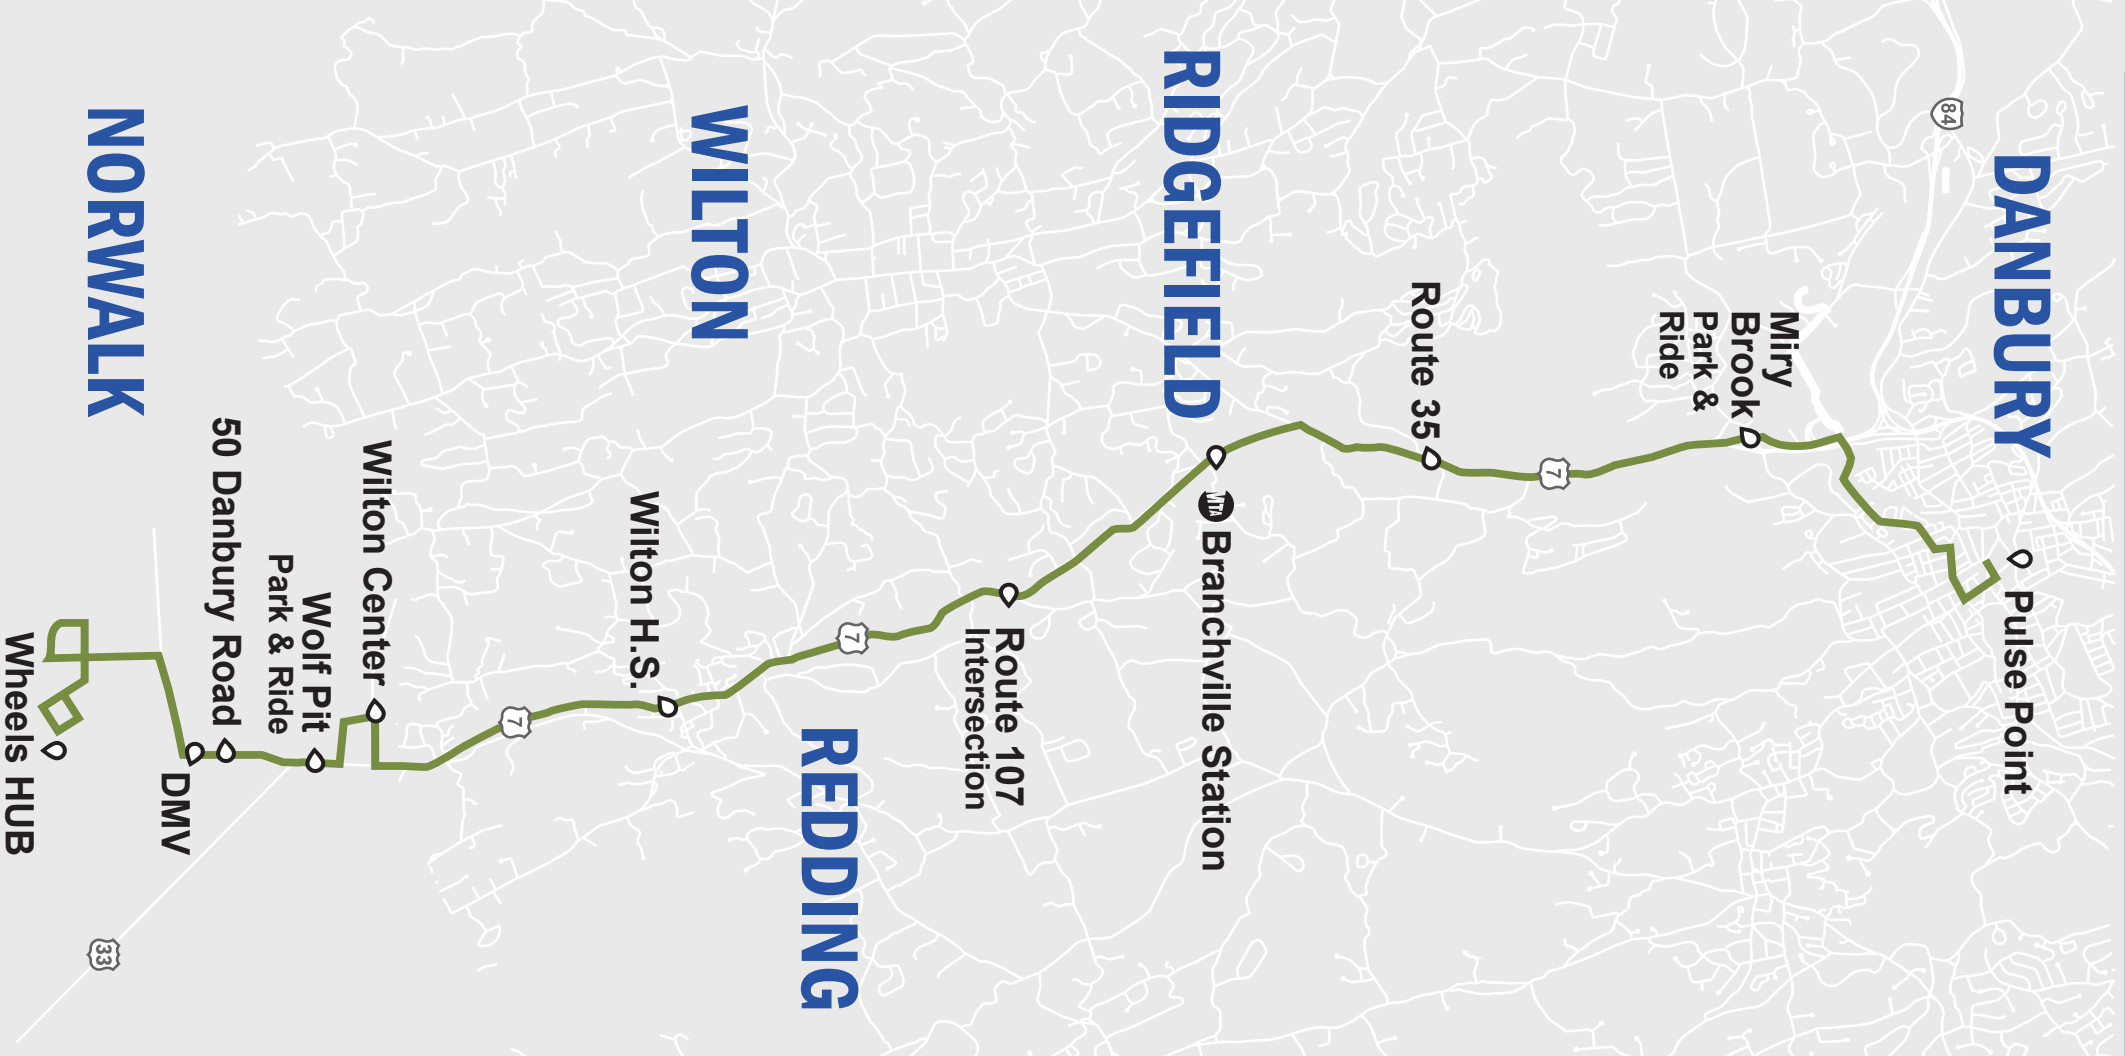 DANBURY
84
Pulse Point
Miry
Brook
Park &
Ride
7
Route 35
RIDGEFIELD
MTA
Branchville Station
Route 107
Intersection
7
REDDING
WILTON
Wilton H.S.
7
Wilton Center
Wolf Pit
Park & Ride
50 Danbury Road
DMV
NORWALK
33
Wheels HUB